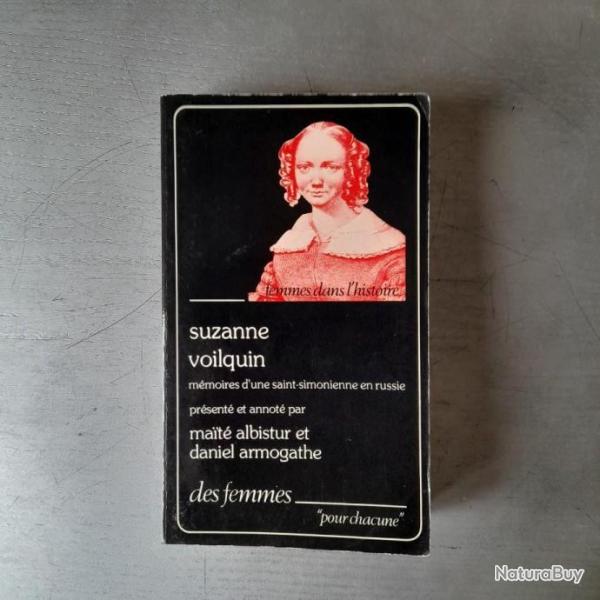 femmes dans l'histoire
suzanne
voilquin
mémoires d'une saint-simonienne en russie
présenté et annoté par
maïté albistur et
daniel armogathe
des femmes
"pour chacune"
NaturaBuy